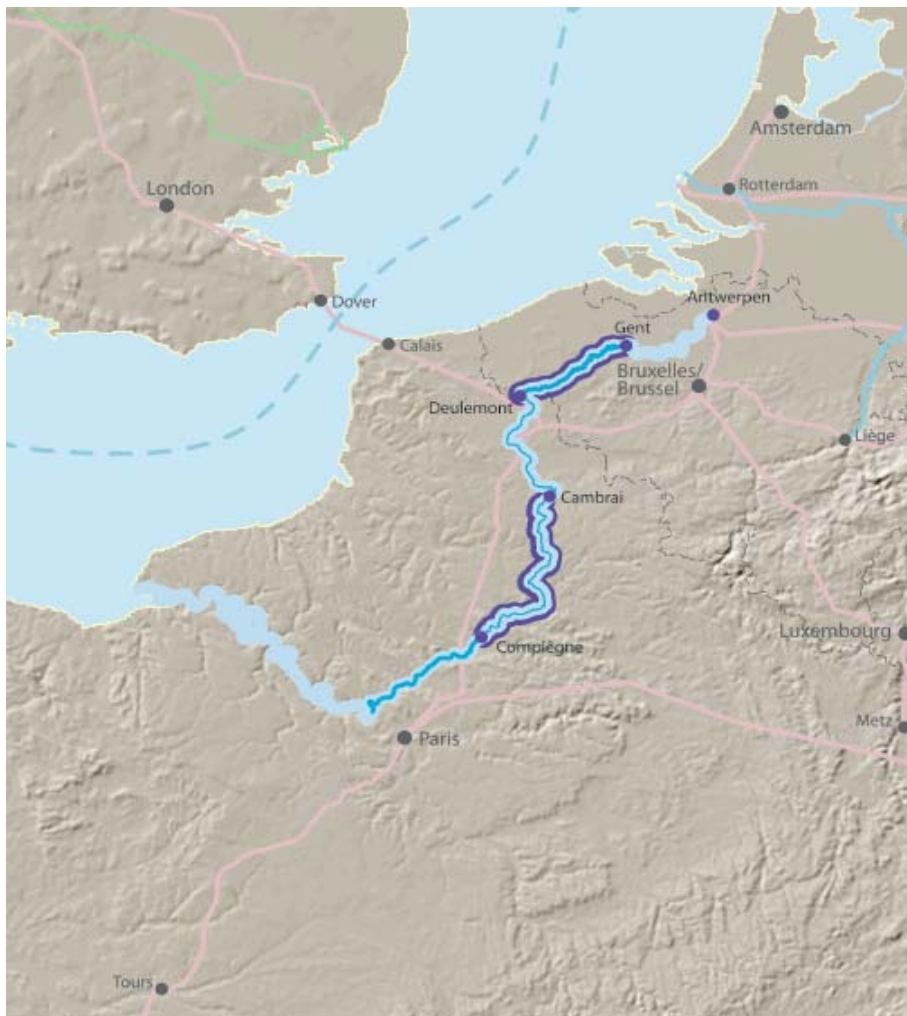 Amsterdam
London
Rotterdam
Dover
Antwerpen
Gent
Calais
Bruxelles/
Brussel
Deulemont
Liège
Cambrai
Luxembourg
Compiègne
Metz
Paris
Tours